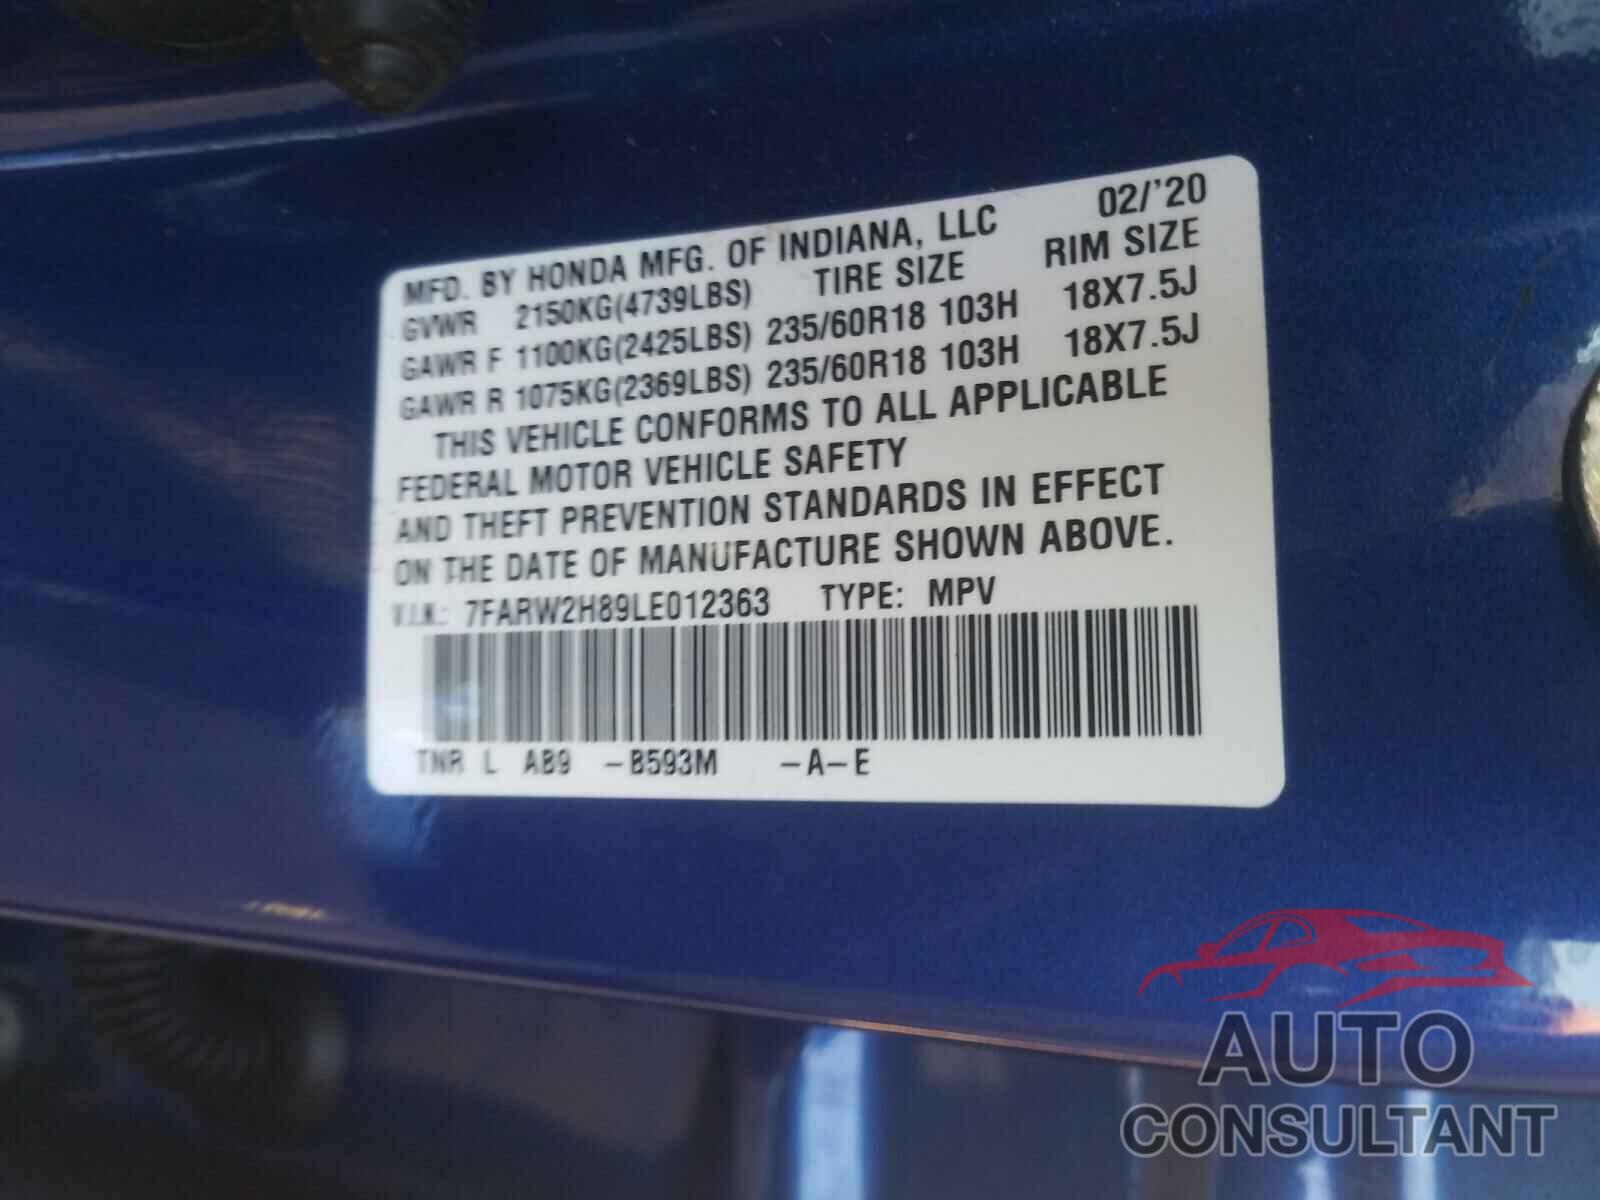 MFD. BY HONDA MFG. OF INDIANA, LLC 02/'20
GVWR 2150KG(4739LBS) TIRE SIZE RIM SIZE
GAWR F 1100KG(2425LBS) 235/60R18 103H 18X7.5J
GAWR R 1075KG(2369LBS) 235/60R18 103H 18X7.5J
THIS VEHICLE CONFORMS TO ALL APPLICABLE
FEDERAL MOTOR VEHICLE SAFETY
AND THEFT PREVENTION STANDARDS IN EFFECT
ON THE DATE OF MANUFACTURE SHOWN ABOVE.
V.I.N.: 7FARW2H89LE012363 TYPE: MPV
TNR L AB9 -B593M -A-E
AUTO
CONSULTANT